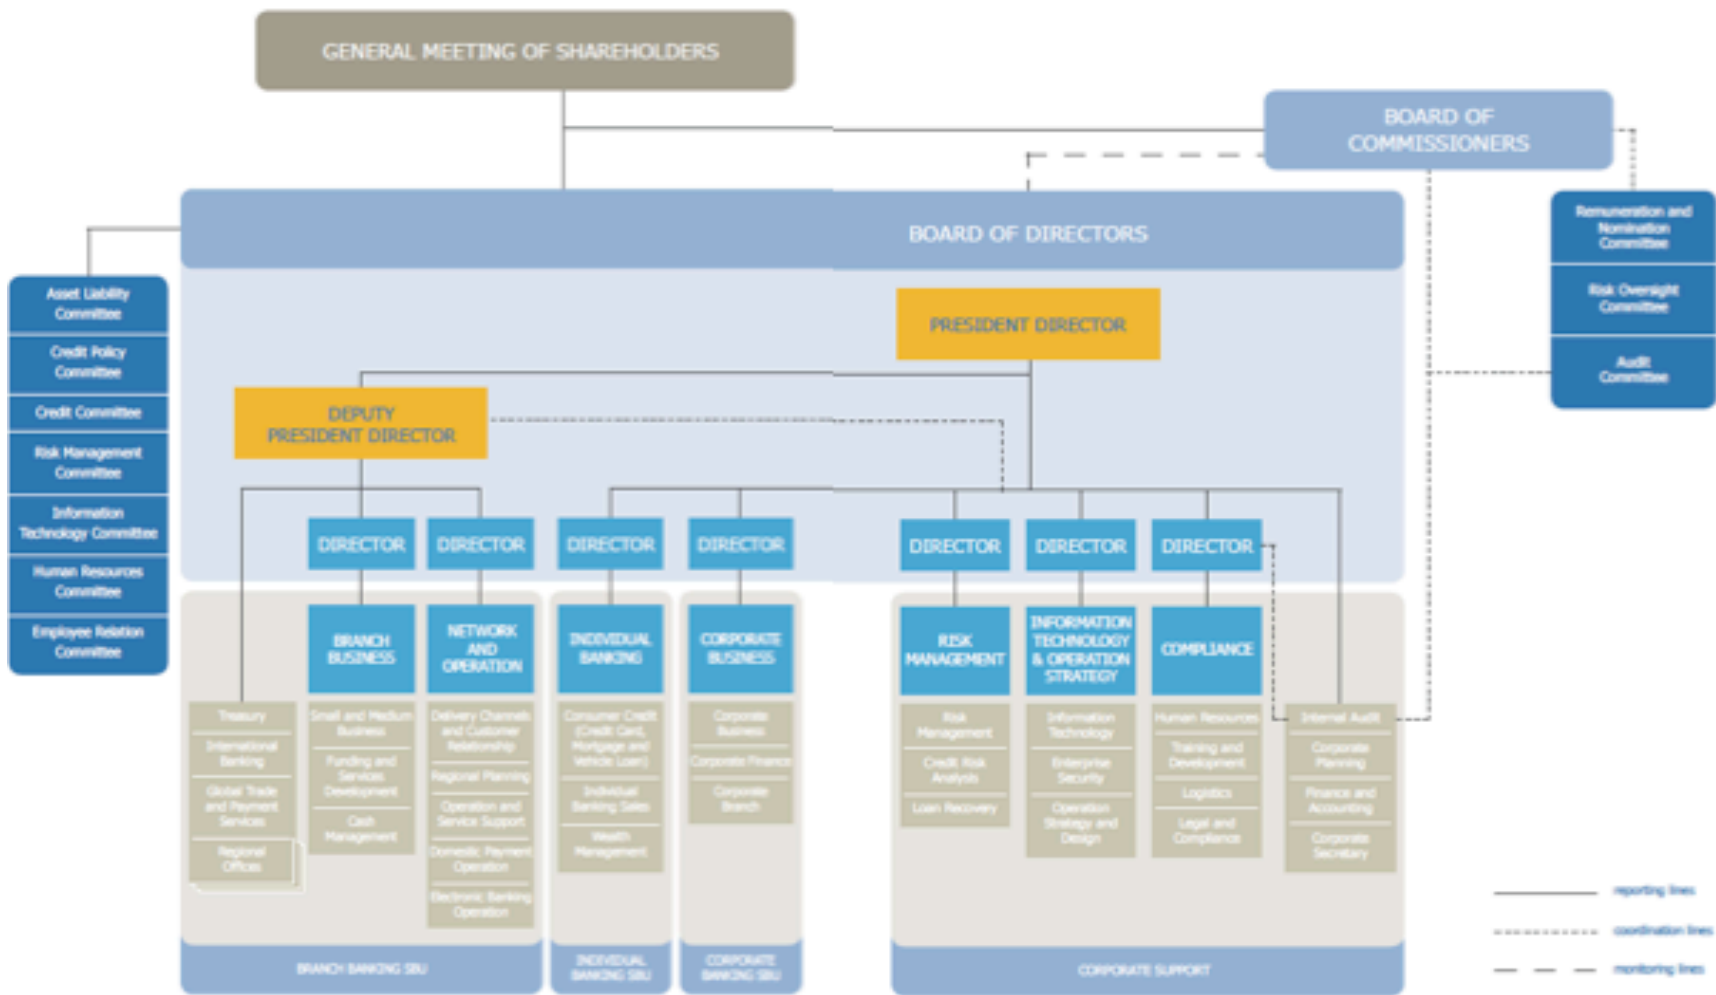 GENERAL MEETING OF SHAREHOLDERS
BOARD OF
COMMISSIONERS
BOARD OF DIRECTORS
Remuneration and
Nomination
Committee
Risk Oversight
Committee
Audit
Committee
Asset Liability
Committee
Credit Policy
Committee
Credit Committee
Risk Management
Committee
Information
Technology Committee
Human Resources
Committee
Employee Relation
Committee
PRESIDENT DIRECTOR
DEPUTY
PRESIDENT DIRECTOR
DIRECTOR
DIRECTOR
DIRECTOR
DIRECTOR
DIRECTOR
DIRECTOR
DIRECTOR
BRANCH
BUSINESS
NETWORK
AND
OPERATION
INDIVIDUAL
BANKING
CORPORATE
BUSINESS
RISK
MANAGEMENT
INFORMATION
TECHNOLOGY
& OPERATION
STRATEGY
COMPLIANCE
Treasury
International
Banking
Global Trade
and Payment
Services
Regional
Offices
Small and Medium
Business
Funding and
Services
Development
Cash
Management
Delivery Channels
and Customer
Relationship
Regional Planning
Operation and
Service Support
Domestic Payment
Operation
Electronic Banking
Operation
Consumer Credit
(Credit Card,
Mortgage and
Vehicle Loan)
Individual
Banking Sales
Wealth
Management
Corporate
Business
Corporate Finance
Corporate
Branch
Risk
Management
Credit Risk
Analysis
Loan Recovery
Information
Technology
Enterprise
Security
Operation
Strategy and
Design
Human Resources
Training and
Development
Logistics
Legal and
Compliance
Internal Audit
Corporate
Planning
Finance and
Accounting
Corporate
Secretary
BRANCH BANKING SBU
INDIVIDUAL
BANKING SBU
CORPORATE
BANKING SBU
CORPORATE SUPPORT
reporting lines
coordination lines
monitoring lines